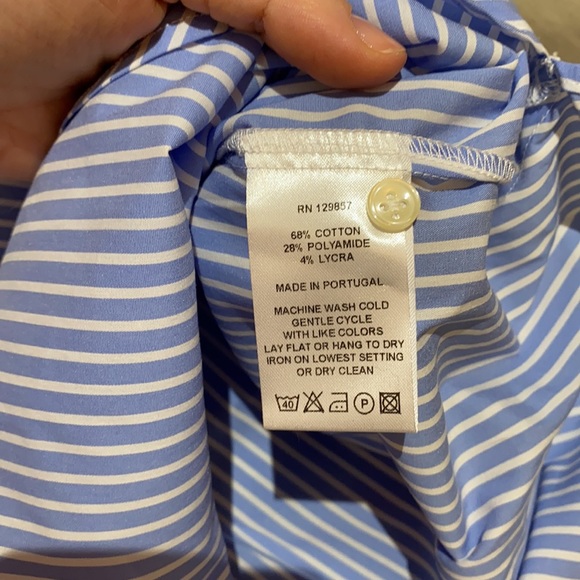 RN 129857
68% COTTON
28% POLYAMIDE
4% LYCRA
MADE IN PORTUGAL
MACHINE WASH COLD
GENTLE CYCLE
WITH LIKE COLORS
LAY FLAT OR HANG TO DRY
IRON ON LOWEST SETTING
OR DRY CLEAN
40 P